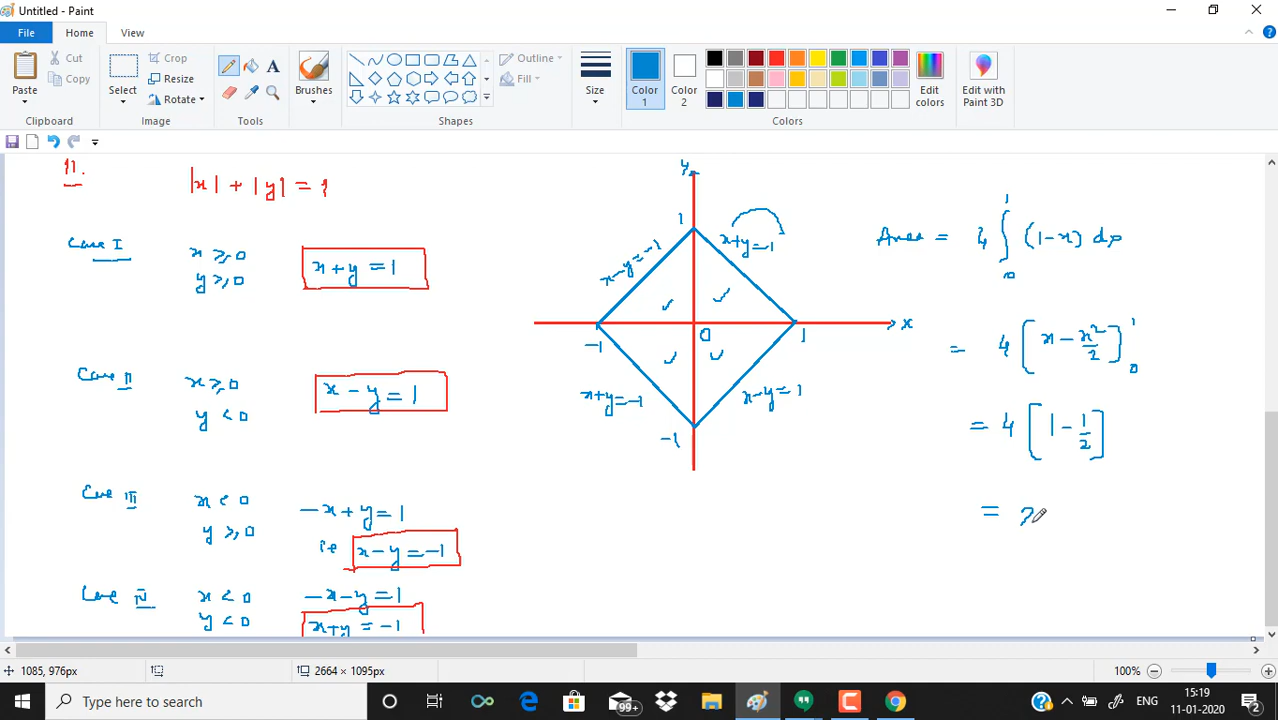 Untitled - Paint
File Home View
Paste
Cut
Copy
Clipboard
Select
Crop
Resize
Rotate
Image
A
Tools
Brushes
Shapes
Outline
Fill
Size
Color 1
Color 2
Colors
Edit colors
Edit with Paint 3D
11.
|x| + |y| = 1
Case I
x ≥ 0
y ≥ 0
x + y = 1
Case II
x ≥ 0
y < 0
x - y = 1
Case III
x < 0
y ≥ 0
-x + y = 1
ie x - y = -1
Case IV
x < 0
y < 0
-x - y = 1
x + y = -1
y
1
x - y = -1
x + y = 1
-1
0
1
x
x + y = -1
x - y = 1
-1
Area = 4 ∫₀¹ (1 - x) dx
= 4 [x - x²/2]₀¹
= 4 [1 - 1/2]
= 2
1085, 976px
2664 × 1095px
100%
Type here to search
99+
ENG
15:19
11-01-2020
2